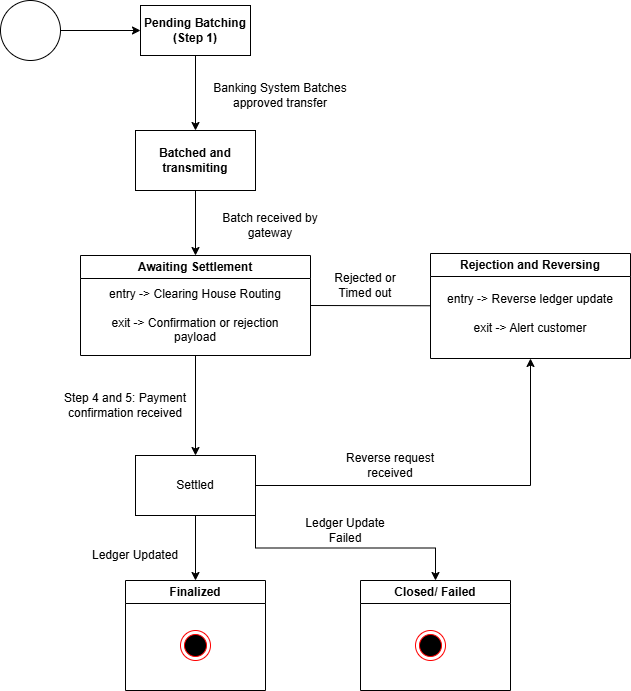 Pending Batching
(Step 1)
Banking System Batches
approved transfer
Batched and
transmiting
Batch received by
gateway
Awaiting Settlement
entry -> Clearing House Routing
exit -> Confirmation or rejection
payload
Rejected or
Timed out
Rejection and Reversing
entry -> Reverse ledger update
exit -> Alert customer
Step 4 and 5: Payment
confirmation received
Settled
Reverse request
received
Ledger Update
Failed
Ledger Updated
Finalized
Closed/ Failed